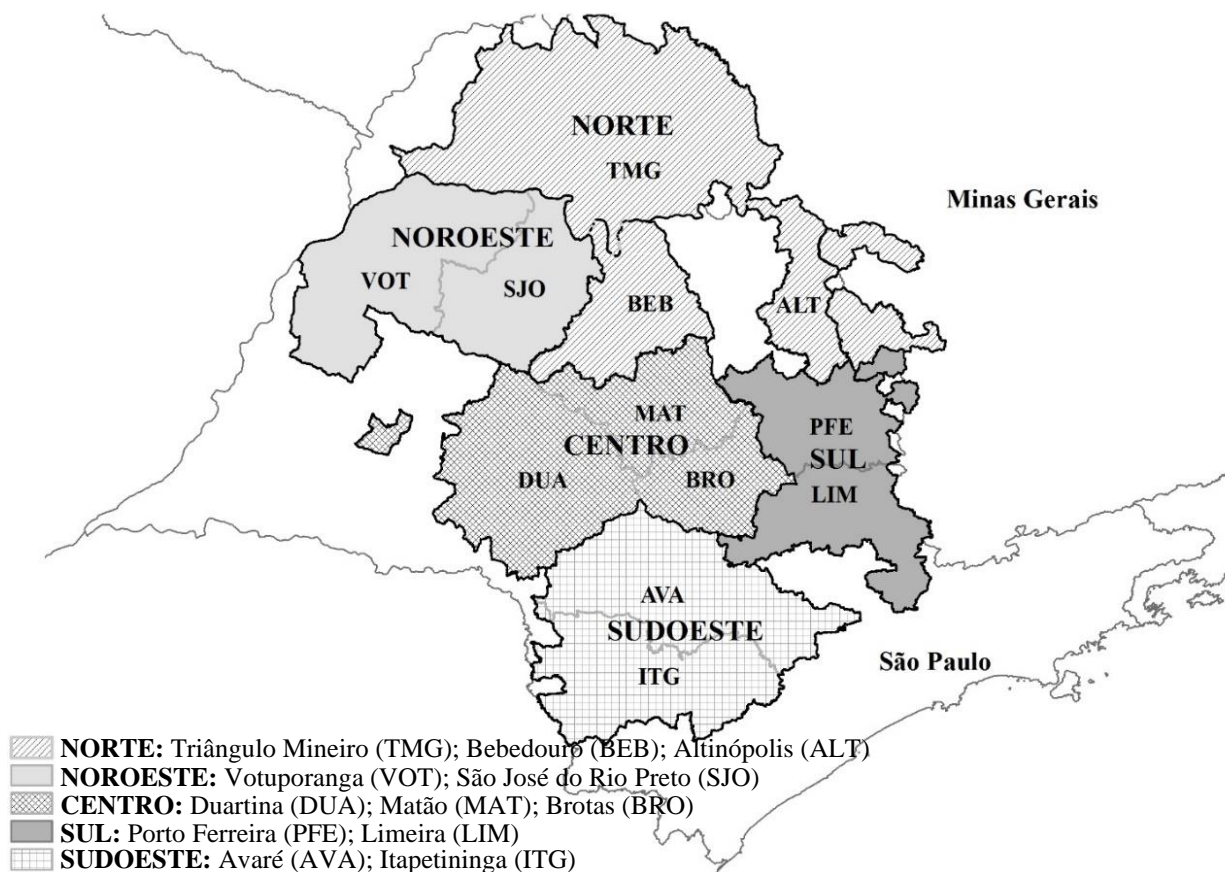 NORTE
TMG
Minas Gerais
NOROESTE
VOT
SJO
BEB
ALT
MAT
CENTRO
DUA
BRO
PFE
SUL
LIM
AVA
SUDOESTE
ITG
São Paulo
NORTE: Triângulo Mineiro (TMG); Bebedouro (BEB); Altinópolis (ALT)
NOROESTE: Votuporanga (VOT); São José do Rio Preto (SJO)
CENTRO: Duartina (DUA); Matão (MAT); Brotas (BRO)
SUL: Porto Ferreira (PFE); Limeira (LIM)
SUDOESTE: Avaré (AVA); Itapetininga (ITG)